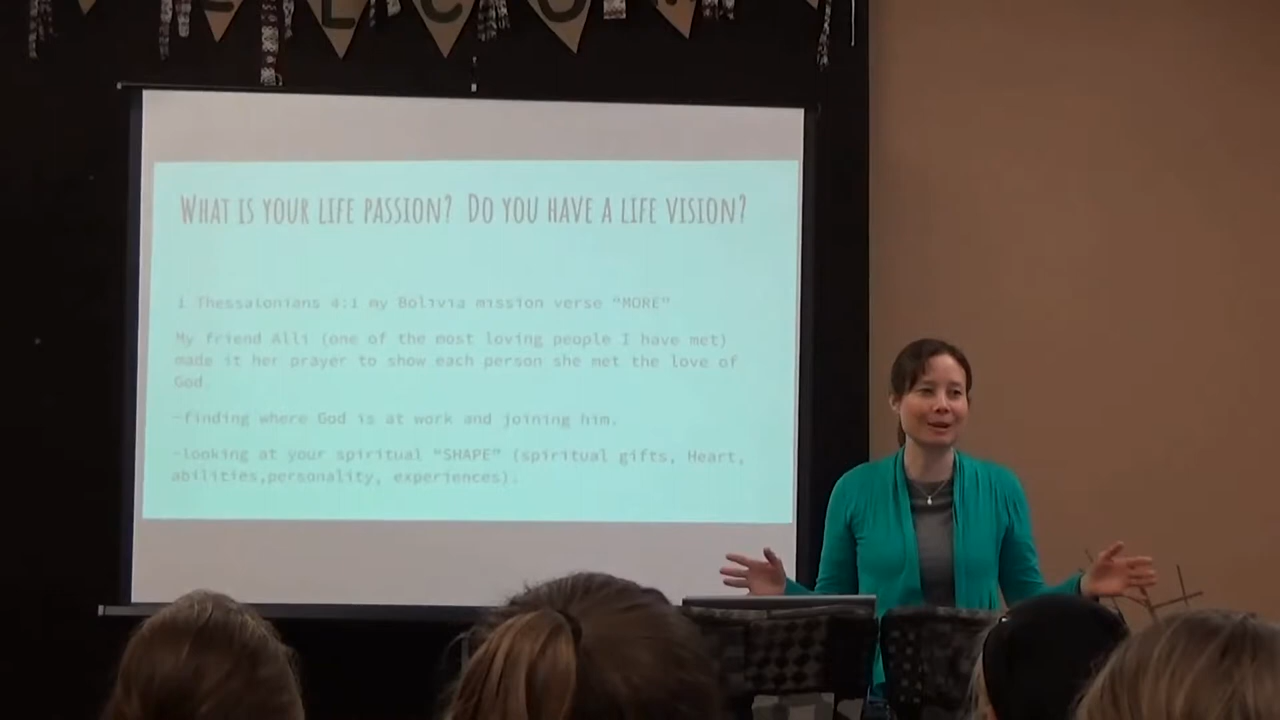 E L C O M
WHAT IS YOUR LIFE PASSION? DO YOU HAVE A LIFE VISION?
1 Thessalonians 4:1 my Bolivia mission verse “MORE”
My friend Alli (one of the most loving people I have met)
made it her prayer to show each person she met the love of
God.
-finding where God is at work and joining him.
-looking at your spiritual “SHAPE” (spiritual gifts, Heart,
abilities,personality, experiences).